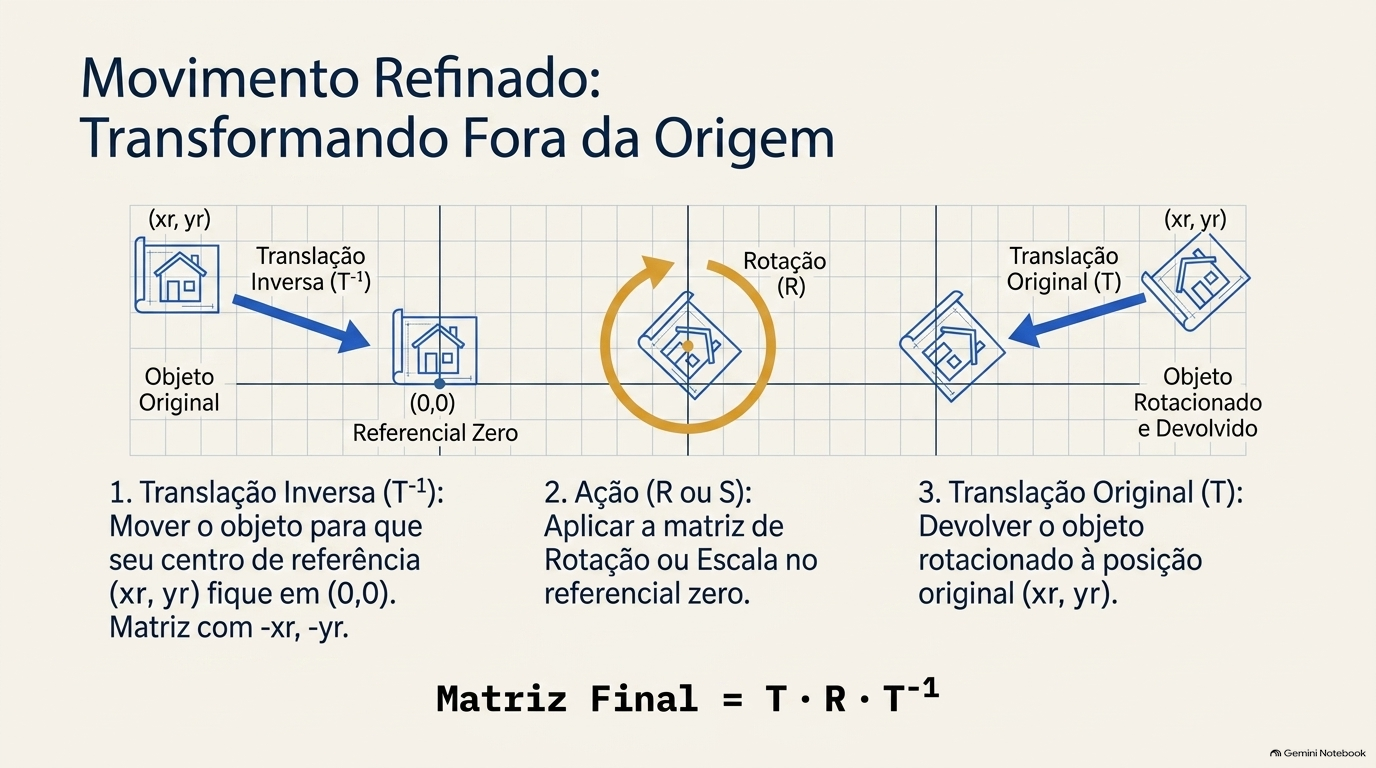 Movimento Refinado:
Transformando Fora da Origem
(xr, yr)
Translação
Inversa (T⁻¹)
Objeto
Original
(0,0)
Referencial Zero
Rotação
(R)
Translação
Original (T)
(xr, yr)
Objeto
Rotacionado
e Devolvido
1. Translação Inversa (T⁻¹):
Mover o objeto para que
seu centro de referência
(xr, yr) fique em (0,0).
Matriz com -xr, -yr.
2. Ação (R ou S):
Aplicar a matriz de
Rotação ou Escala no
referencial zero.
3. Translação Original (T):
Devolver o objeto
rotacionado à posição
original (xr, yr).
Matriz Final = T · R · T⁻¹
Gemini Notebook